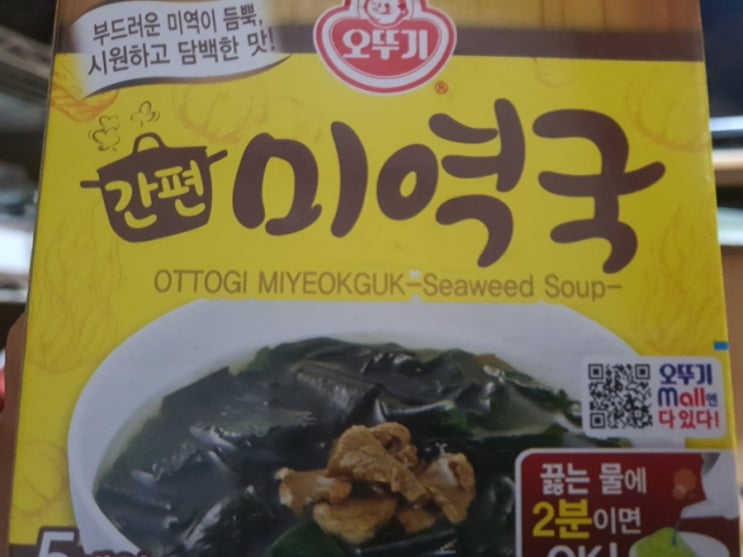 부드러운 미역이 듬뿍,
시원하고 담백한 맛!
오뚜기
®
간편 미역국
OTTOGI MIYEOKGUK-Seaweed Soup-
오뚜기
Mall엔
다 있다!
끓는 물에
2분이면
5